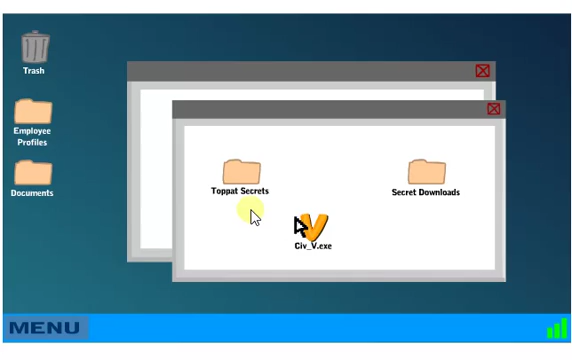 Trash
Employee
Profiles
Documents
Toppat Secrets
Secret Downloads
Civ_V.exe
MENU